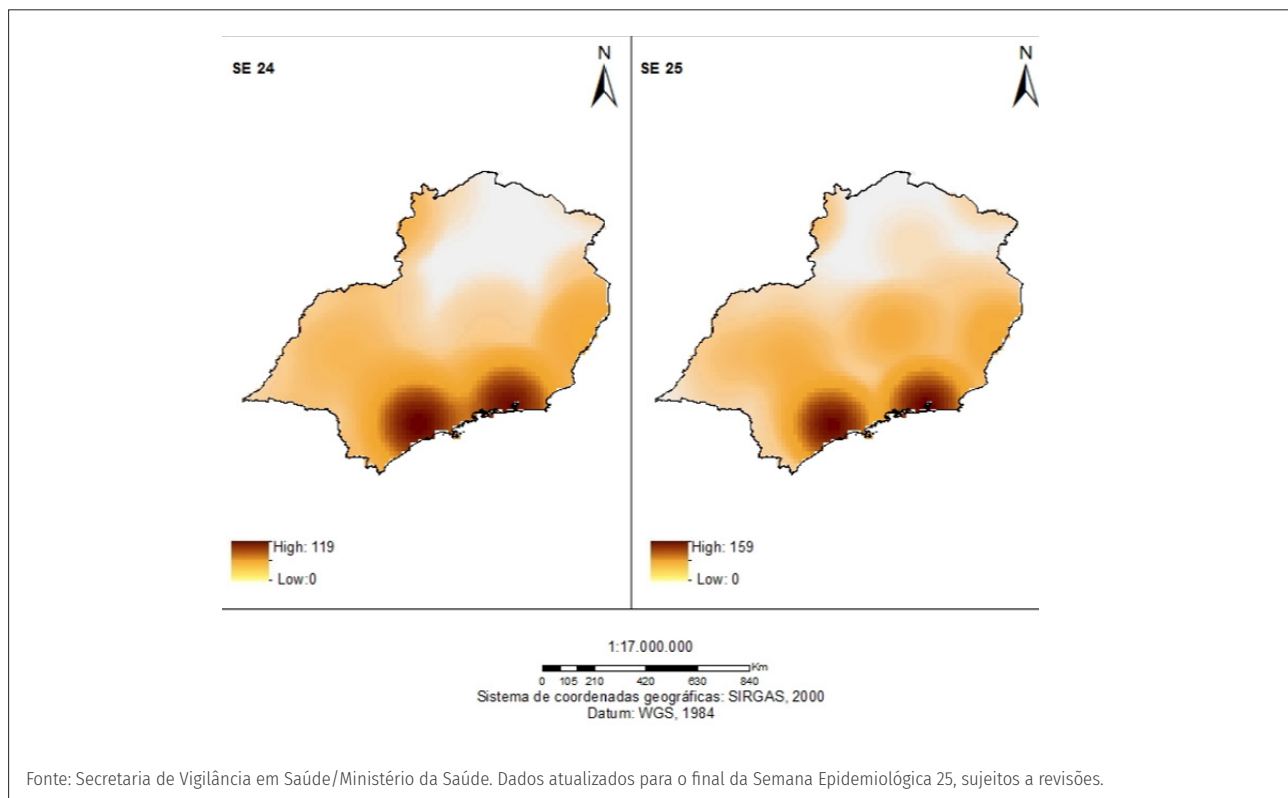 SE 24
N
High: 119
Low:0
SE 25
N
High: 159
Low: 0
1:17.000.000
Km
0 105 210 420 630 840
Sistema de coordenadas geográficas: SIRGAS, 2000
Datum: WGS, 1984
Fonte: Secretaria de Vigilância em Saúde/Ministério da Saúde. Dados atualizados para o final da Semana Epidemiológica 25, sujeitos a revisões.